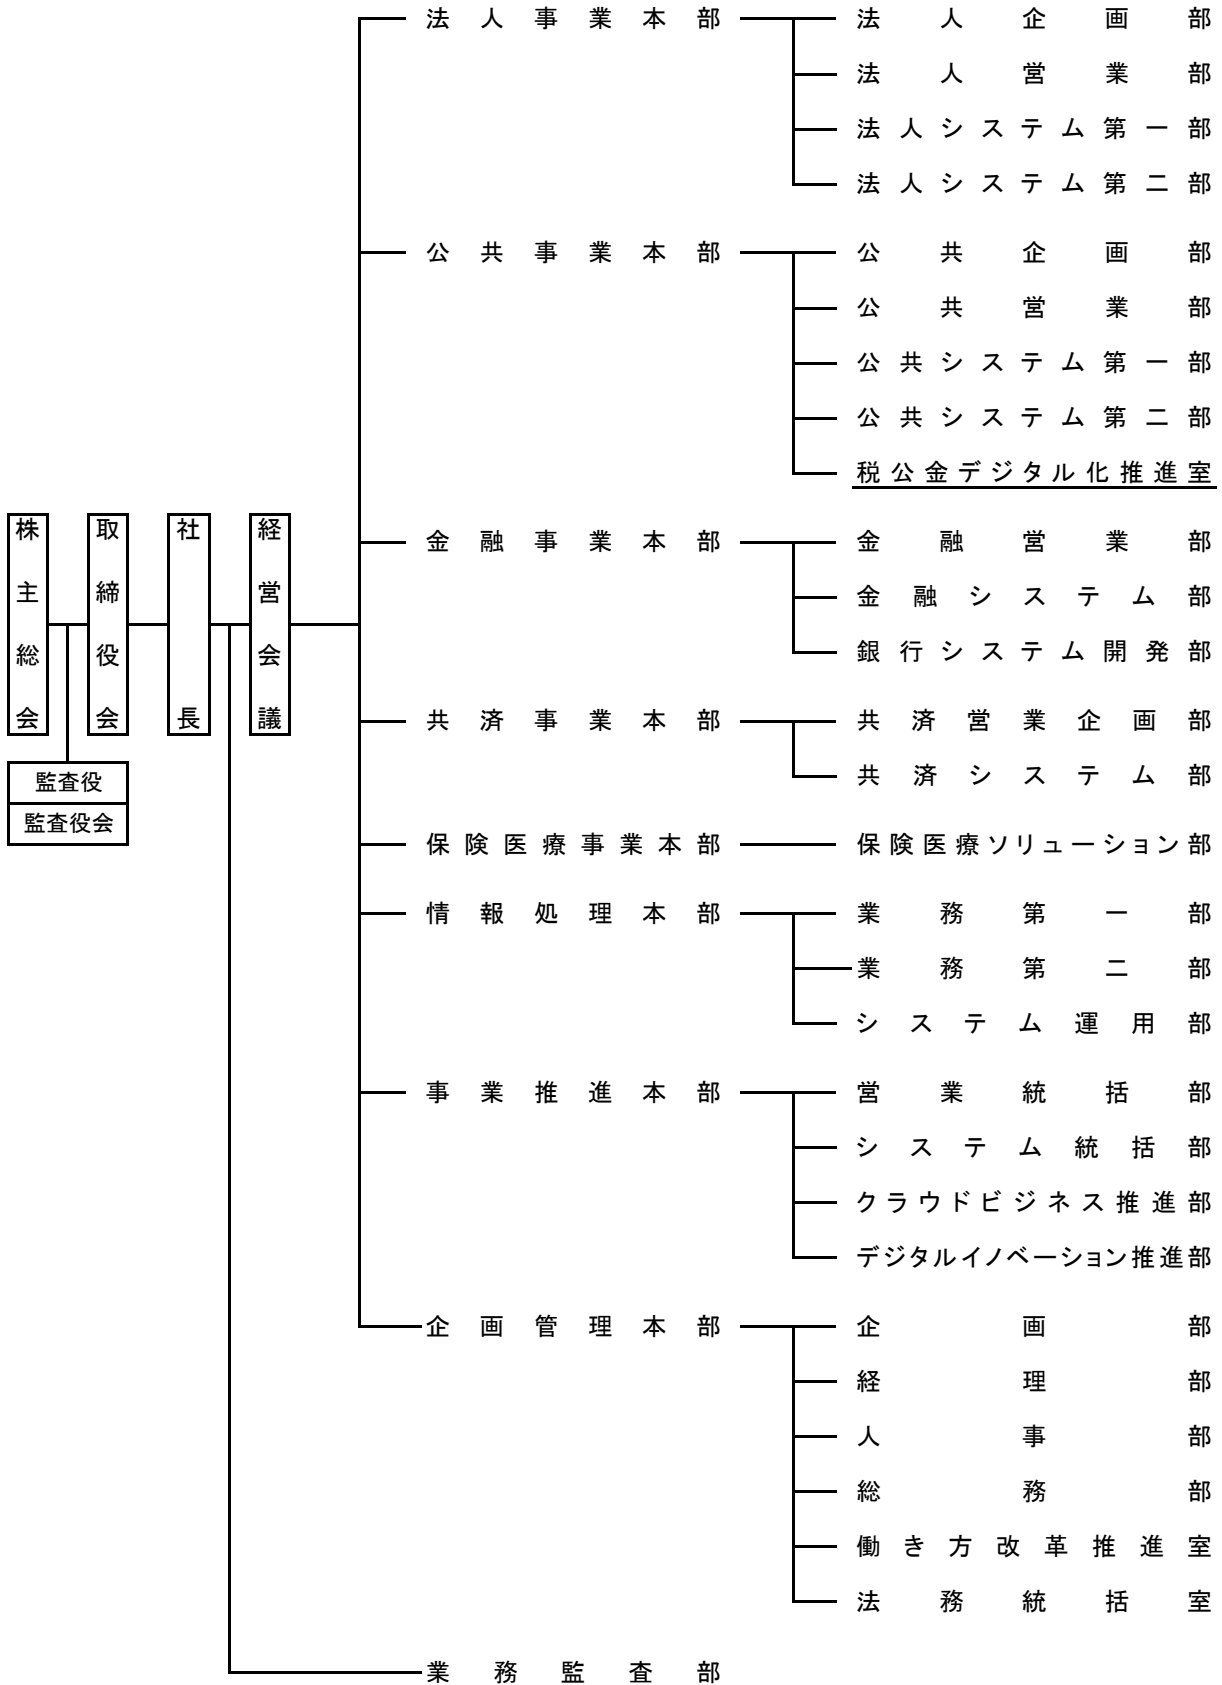 株主総会
取締役会
社長
経営会議
監査役
監査役会
法人事業本部
法人企画部
法人営業部
法人システム第一部
法人システム第二部
公共事業本部
公共企画部
公共営業部
公共システム第一部
公共システム第二部
税公金デジタル化推進室
金融事業本部
金融営業部
金融システム部
銀行システム開発部
共済事業本部
共済営業企画部
共済システム部
保険医療事業本部
保険医療ソリューション部
情報処理本部
業務第一部
業務第二部
システム運用部
事業推進本部
営業統括部
システム統括部
クラウドビジネス推進部
デジタルイノベーション推進部
企画管理本部
企画部
経理部
人事部
総務部
働き方改革推進室
法務統括室
業務監査部